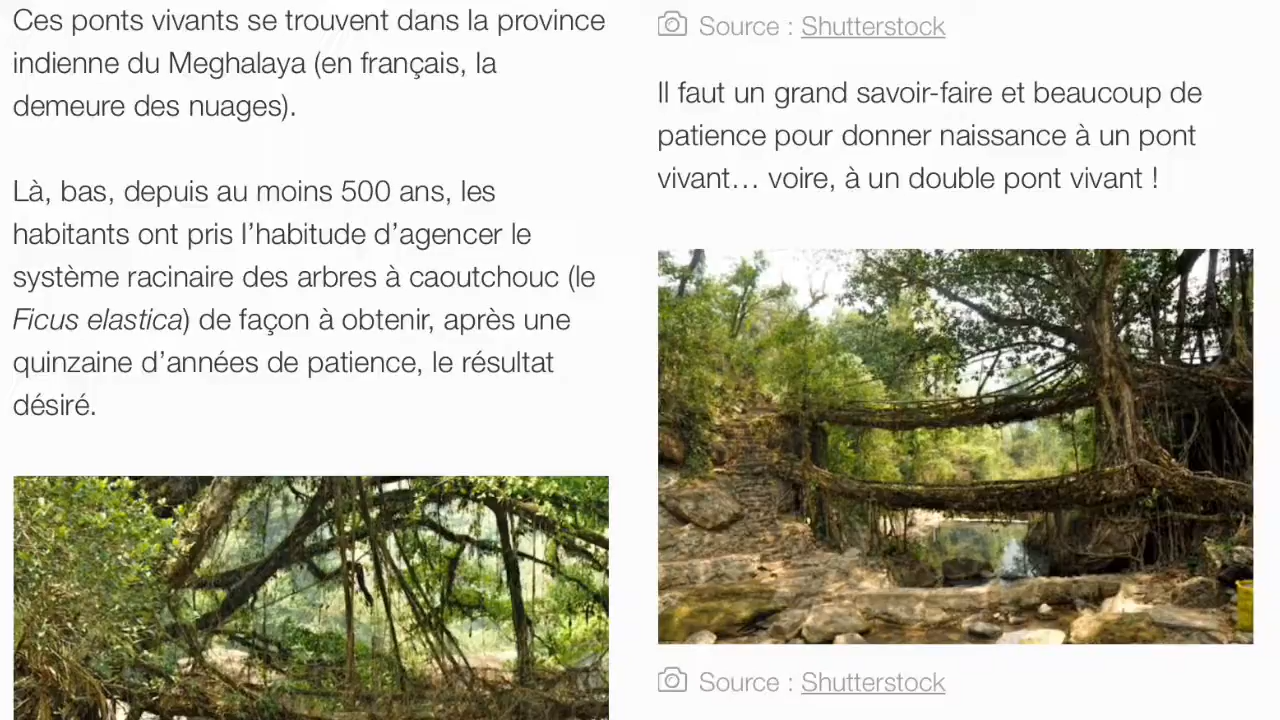 Ces ponts vivants se trouvent dans la province
indienne du Meghalaya (en français, la
demeure des nuages).
Là, bas, depuis au moins 500 ans, les
habitants ont pris l’habitude d’agencer le
système racinaire des arbres à caoutchouc (le
Ficus elastica) de façon à obtenir, après une
quinzaine d’années de patience, le résultat
désiré.
Source : Shutterstock
Il faut un grand savoir-faire et beaucoup de
patience pour donner naissance à un pont
vivant… voire, à un double pont vivant !
Source : Shutterstock